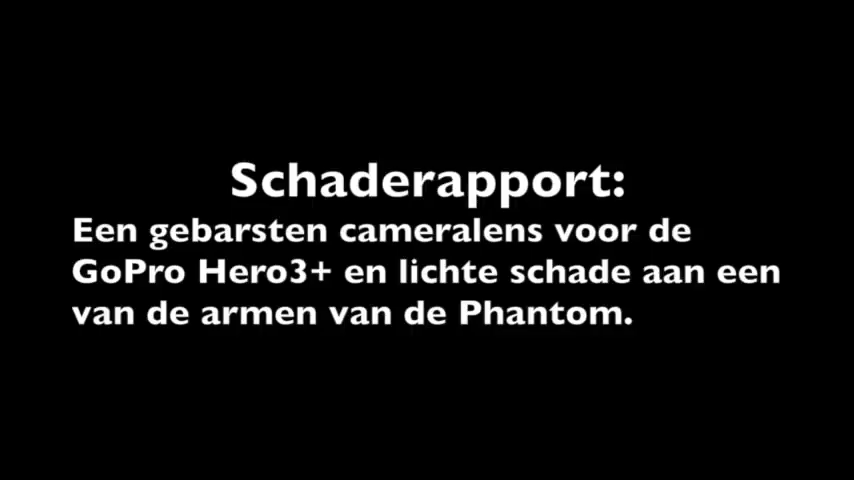 Schaderapport:
Een gebarsten cameralens voor de
GoPro Hero3+ en lichte schade aan een
van de armen van de Phantom.